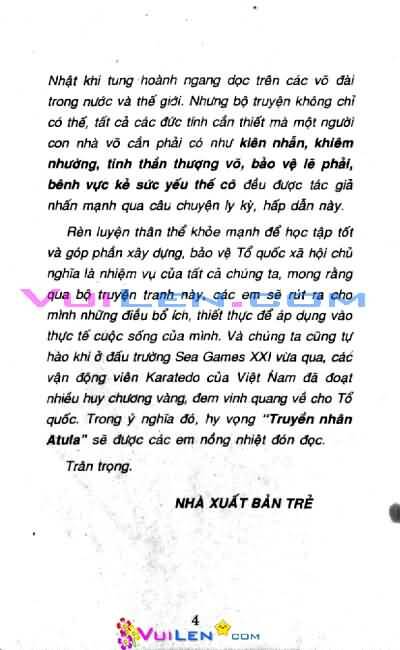 Nhật khi tung hoành ngang dọc trên các võ đài
trong nước và thế giới. Nhưng bộ truyện không chỉ
có thế, tất cả các đức tính cần thiết mà một người
con nhà võ cần phải có như kiên nhẫn, khiêm
nhường, tinh thần thượng võ, bảo vệ lẽ phải,
bênh vực kẻ sức yếu thế cô đều được tác giả
nhấn mạnh qua câu chuyện ly kỳ, hấp dẫn này.
Rèn luyện thân thể khỏe mạnh để học tập tốt
và góp phần xây dựng, bảo vệ Tổ quốc xã hội chủ
nghĩa là nhiệm vụ của tất cả chúng ta, mong rằng
qua bộ truyện tranh này, các em sẽ rút ra cho
mình những điều bổ ích, thiết thực để áp dụng vào
thực tế cuộc sống của mình. Và chúng ta cũng tự
hào khi ở đấu trường Sea Games XXI vừa qua, các
vận động viên Karatedo của Việt Nam đã đoạt
nhiều huy chương vàng, đem vinh quang về cho Tổ
quốc. Trong ý nghĩa đó, hy vọng "Truyền nhân
Atula" sẽ được các em nồng nhiệt đón đọc.
Trân trọng.
NHÀ XUẤT BẢN TRẺ
4
VUILEN.COM
VUILEN.COM